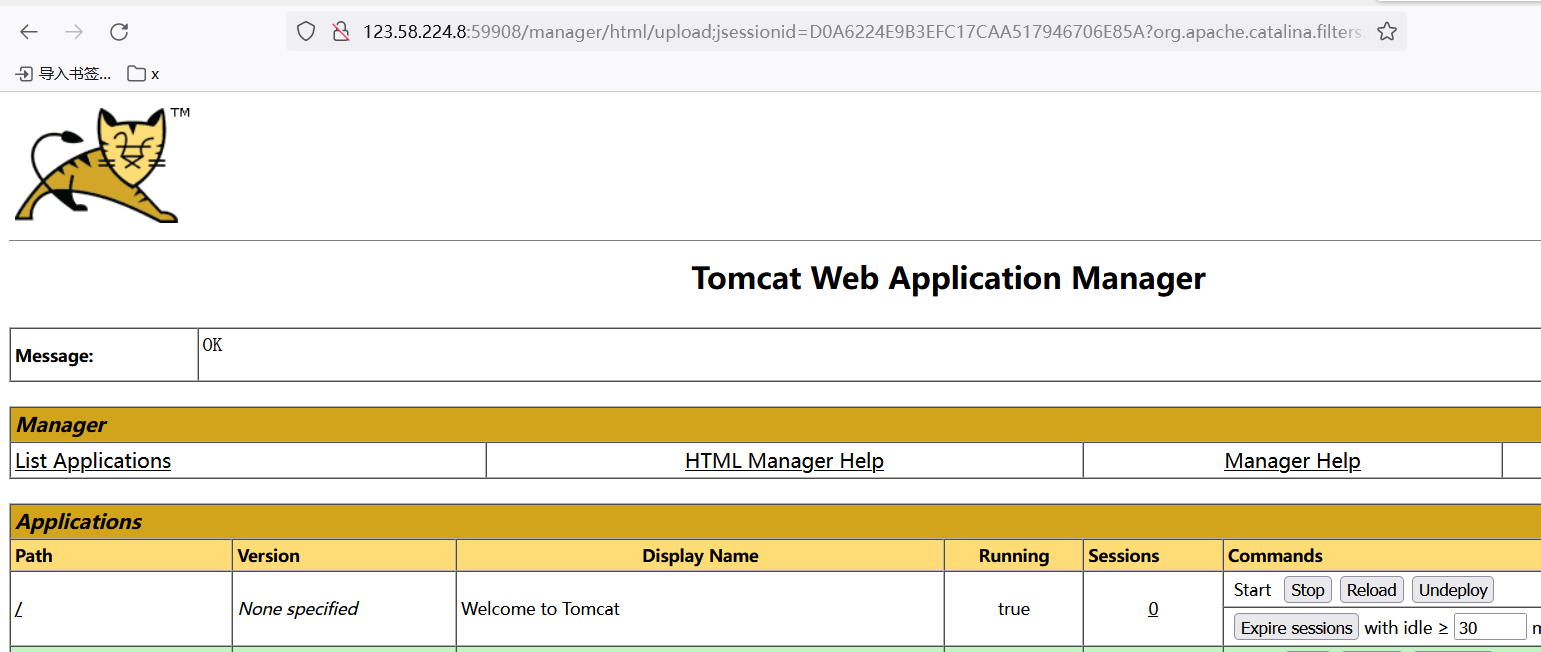 123.58.224.8:59908/manager/html/upload;jsessionid=D0A6224E9B3EFC17CAA517946706E85A?org.apache.catalina.filters.
导入书签... x
TM
Tomcat Web Application Manager
Message: OK
Manager
List Applications HTML Manager Help Manager Help
Applications
Path Version Display Name Running Sessions Commands
/ None specified Welcome to Tomcat true 0 Start Stop Reload Undeploy
Expire sessions with idle ≥ 30